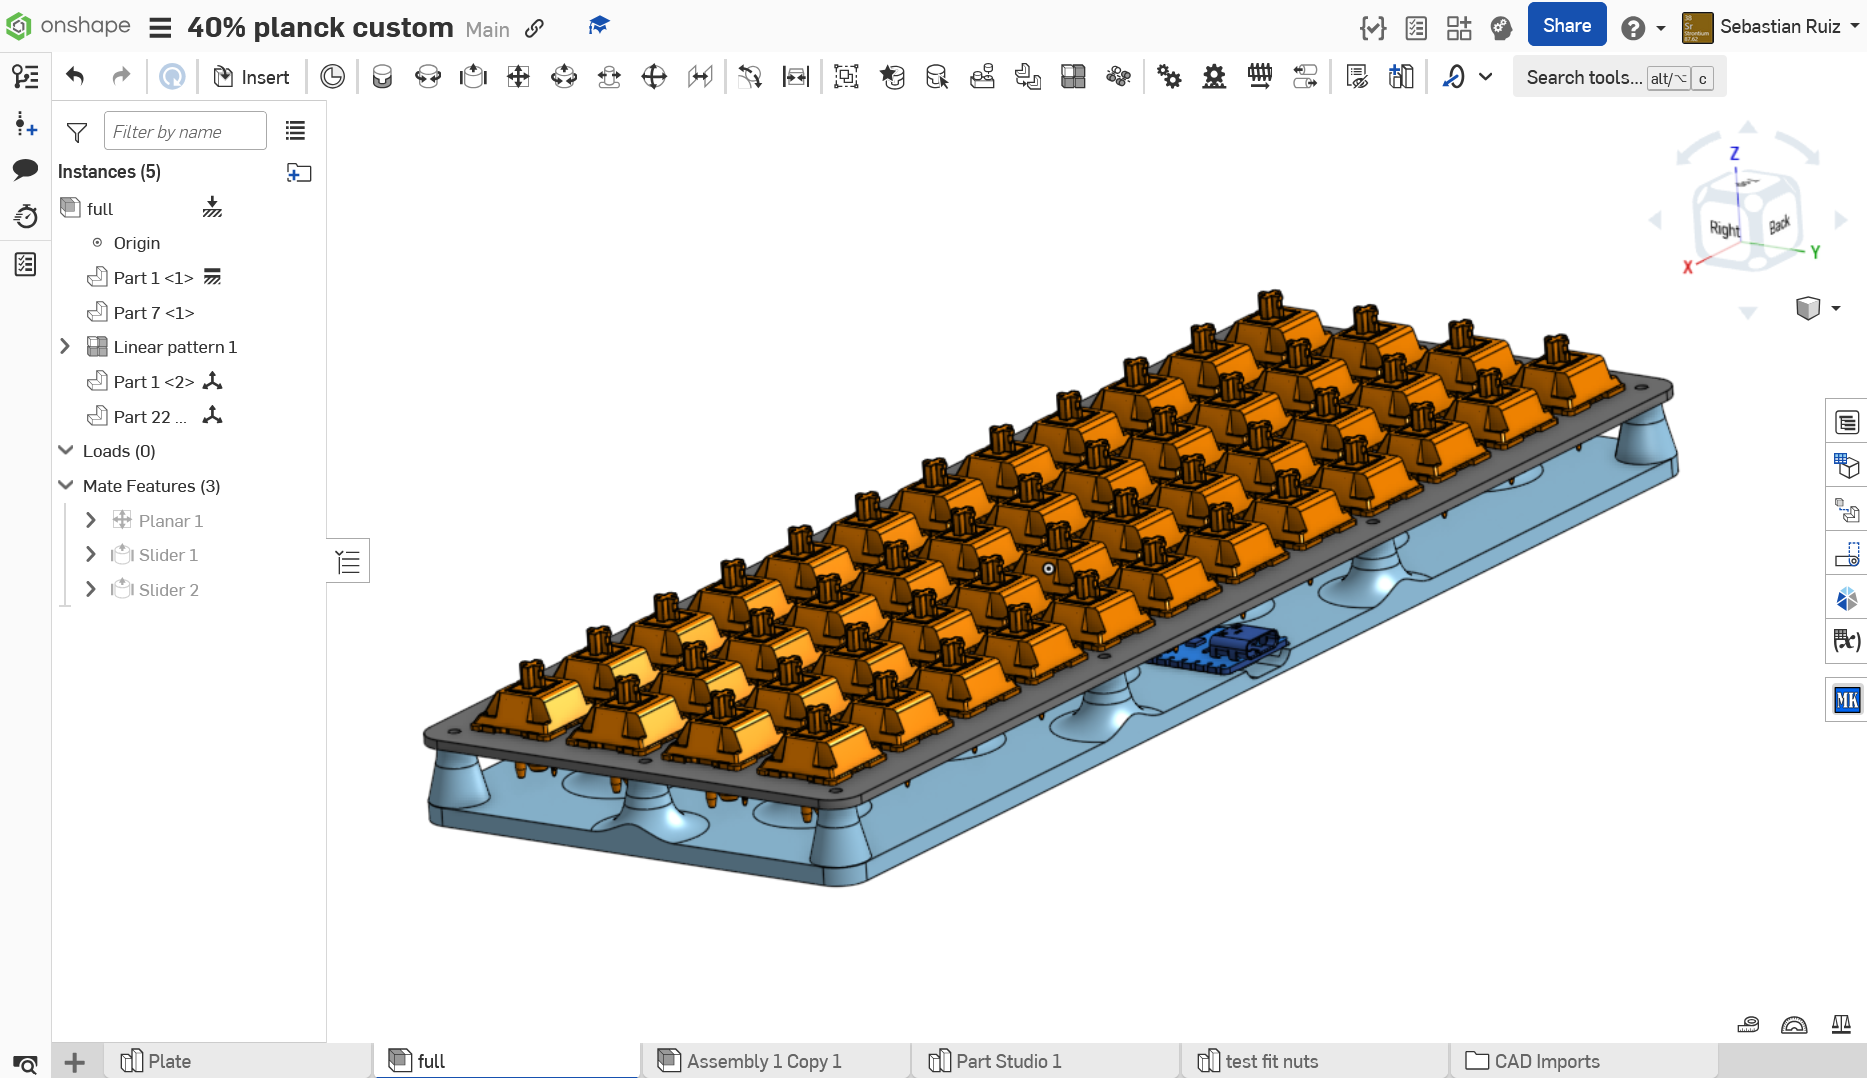 onshape
40% planck custom Main
Share
Sebastian Ruiz
Insert
Search tools... alt/⌥ c
Filter by name
Instances (5)
full
Origin
Part 1 <1>
Part 7 <1>
Linear pattern 1
Part 1 <2>
Part 22 ...
Loads (0)
Mate Features (3)
Planar 1
Slider 1
Slider 2
Z
Right
Back
X
Y
(x)
MK
Plate
full
Assembly 1 Copy 1
Part Studio 1
test fit nuts
CAD Imports